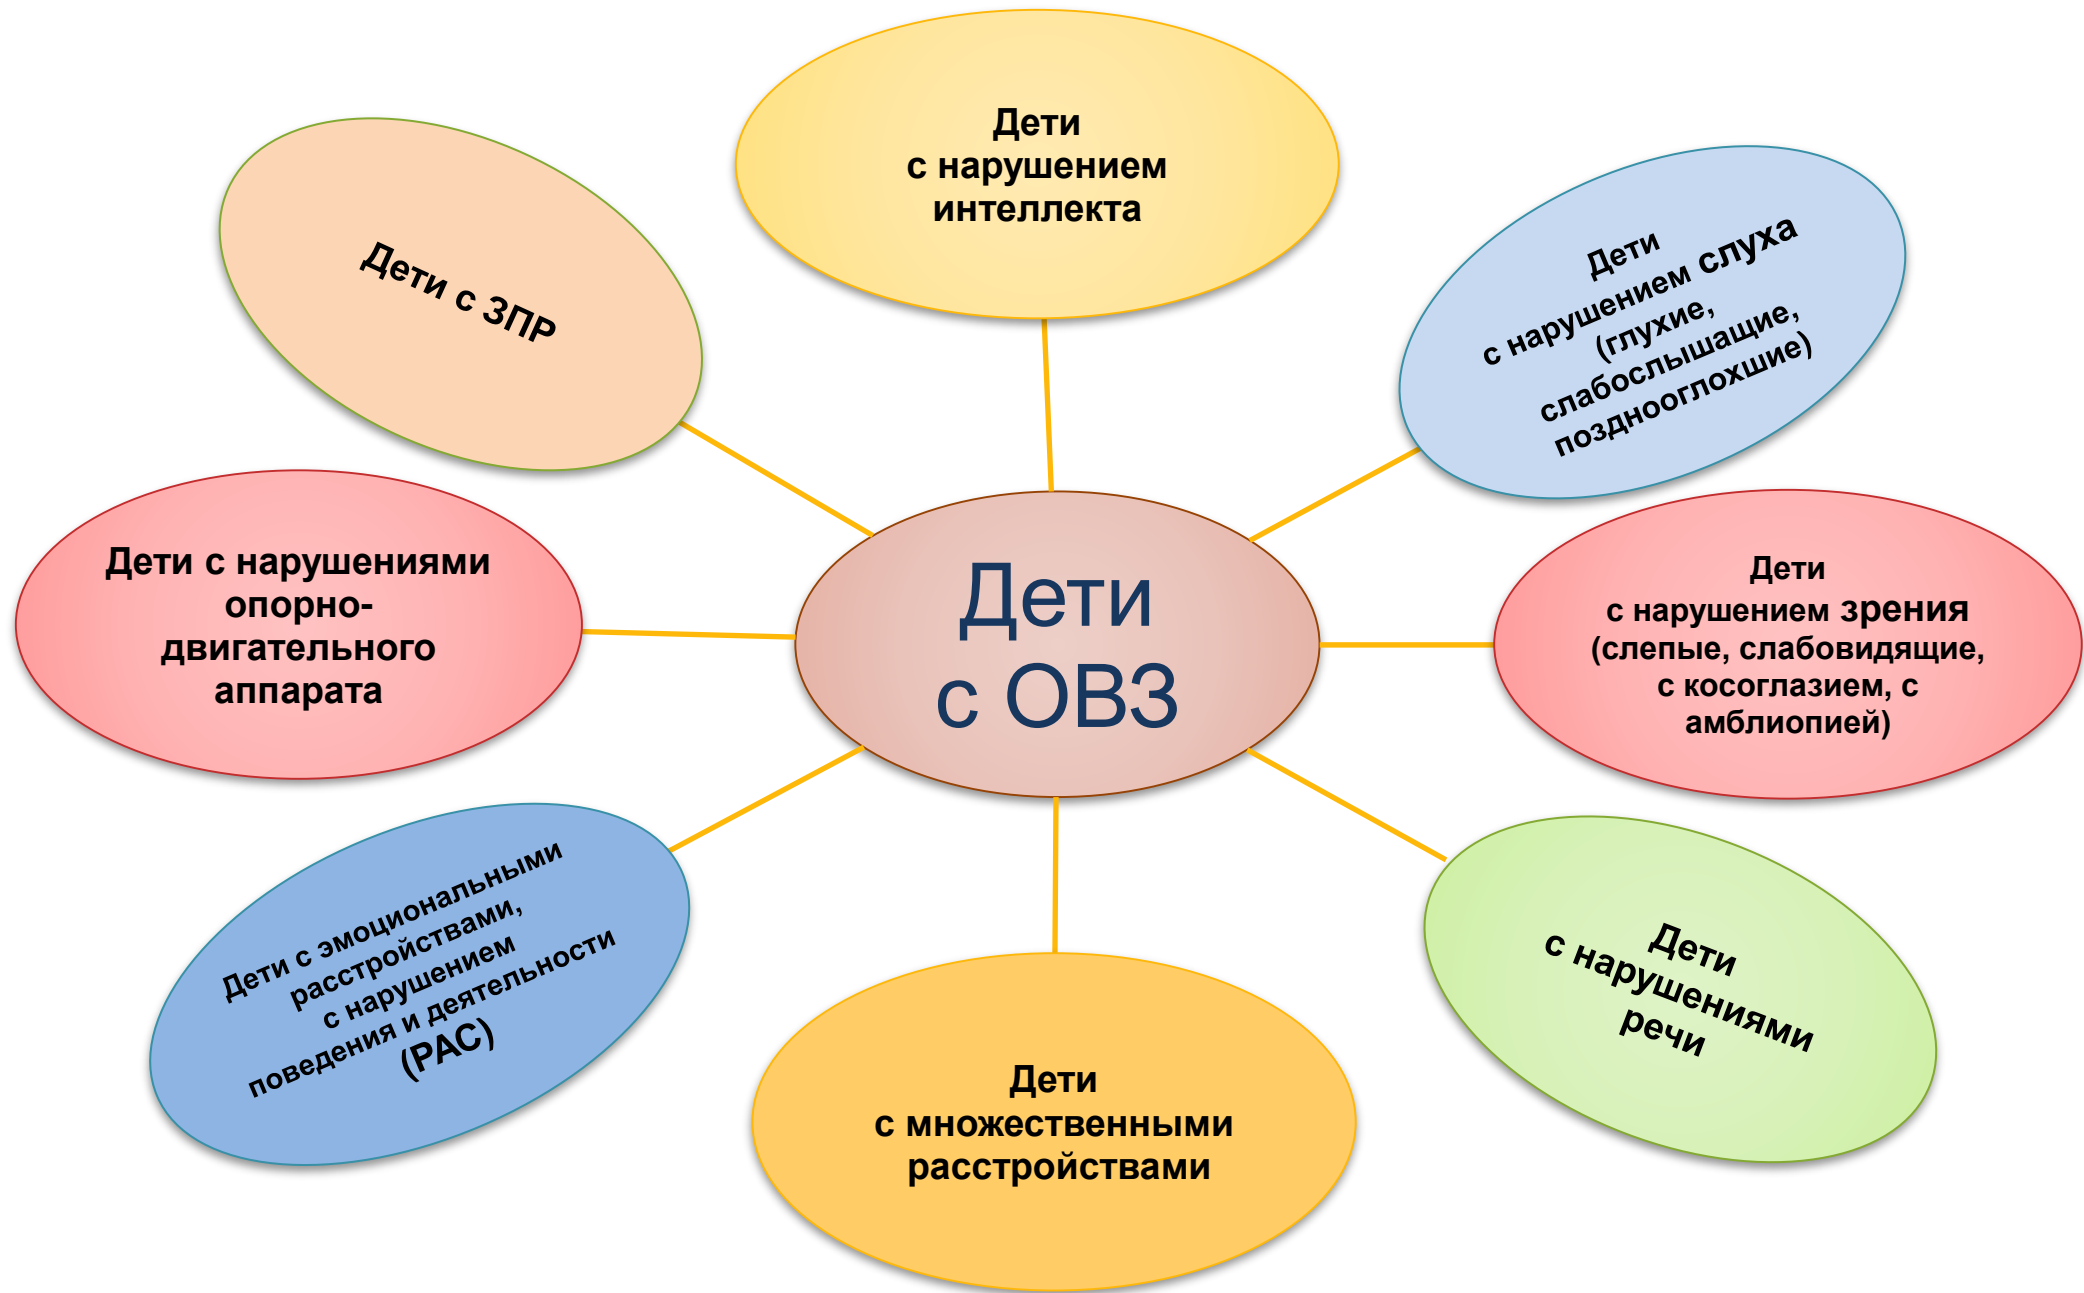 Дети
с нарушением
интеллекта
Дети с ЗПР
Дети
с нарушением слуха
(глухие,
слабослышащие,
позднооглохшие)
Дети с нарушениями
опорно-
двигательного
аппарата
Дети
с ОВЗ
Дети
с нарушением зрения
(слепые, слабовидящие,
с косоглазием, с
амблиопией)
Дети с эмоциональными
расстройствами,
с нарушением
поведения и деятельности
(РАС)
Дети
с множественными
расстройствами
Дети
с нарушениями
речи